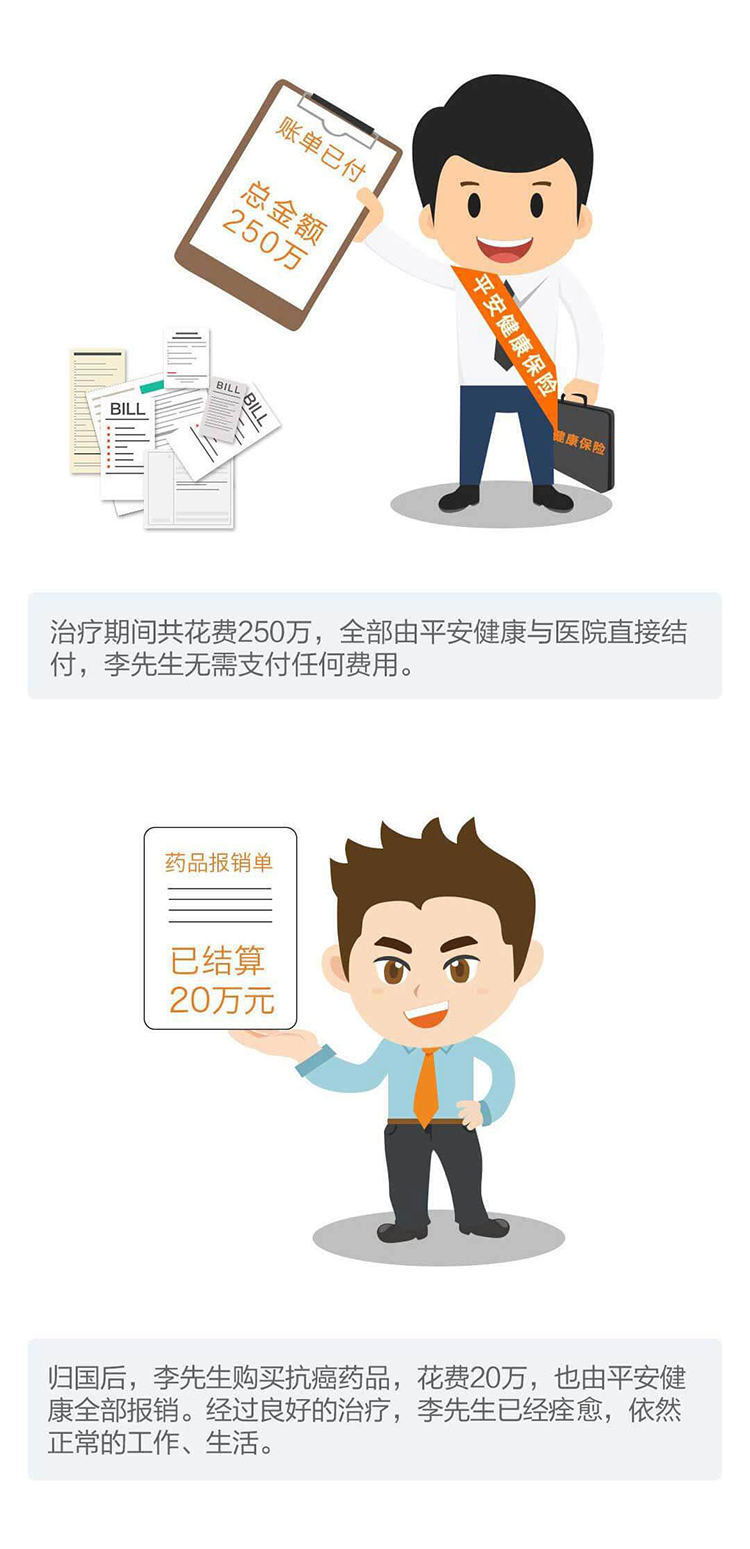 账单已付
总金额
250万
平安健康保险
健康保险
BILL
BILL
BILL
治疗期间共花费250万，全部由平安健康与医院直接结
付，李先生无需支付任何费用。
药品报销单
已结算
20万元
归国后，李先生购买抗癌药品，花费20万，也由平安健
康全部报销。经过良好的治疗，李先生已经痊愈，依然
正常的工作、生活。